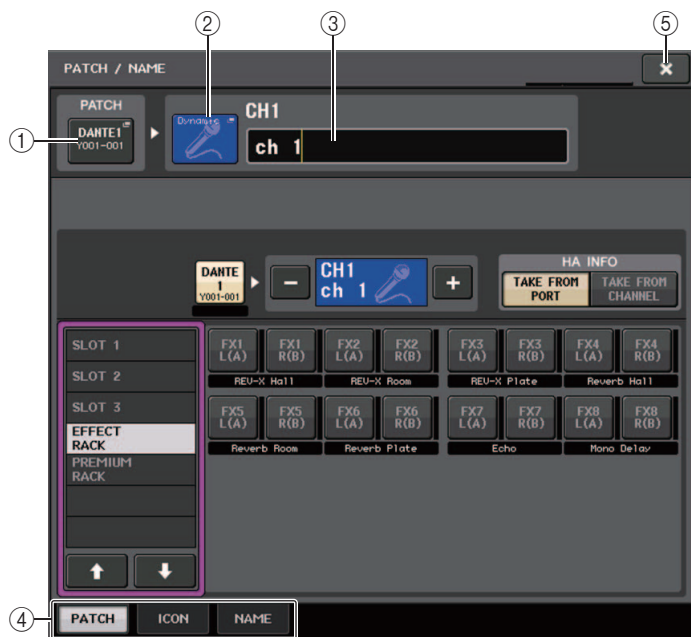 ② ③ ⑤
PATCH / NAME
PATCH
CH1
① DANTE1
Y001-001
Dynamic
ch 1
DANTE
1
Y001-001
CH1
ch 1
HA INFO
TAKE FROM
PORT
TAKE FROM
CHANNEL
SLOT 1
SLOT 2
SLOT 3
EFFECT
RACK
PREMIUM
RACK
FX1
L(A)
FX1
R(B)
FX2
L(A)
FX2
R(B)
FX3
L(A)
FX3
R(B)
FX4
L(A)
FX4
R(B)
REV-X Hall
REV-X Room
REV-X Plate
Reverb Hall
FX5
L(A)
FX5
R(B)
FX6
L(A)
FX6
R(B)
FX7
L(A)
FX7
R(B)
FX8
L(A)
FX8
R(B)
Reverb Room
Reverb Plate
Echo
Mono Delay
④ PATCH ICON NAME